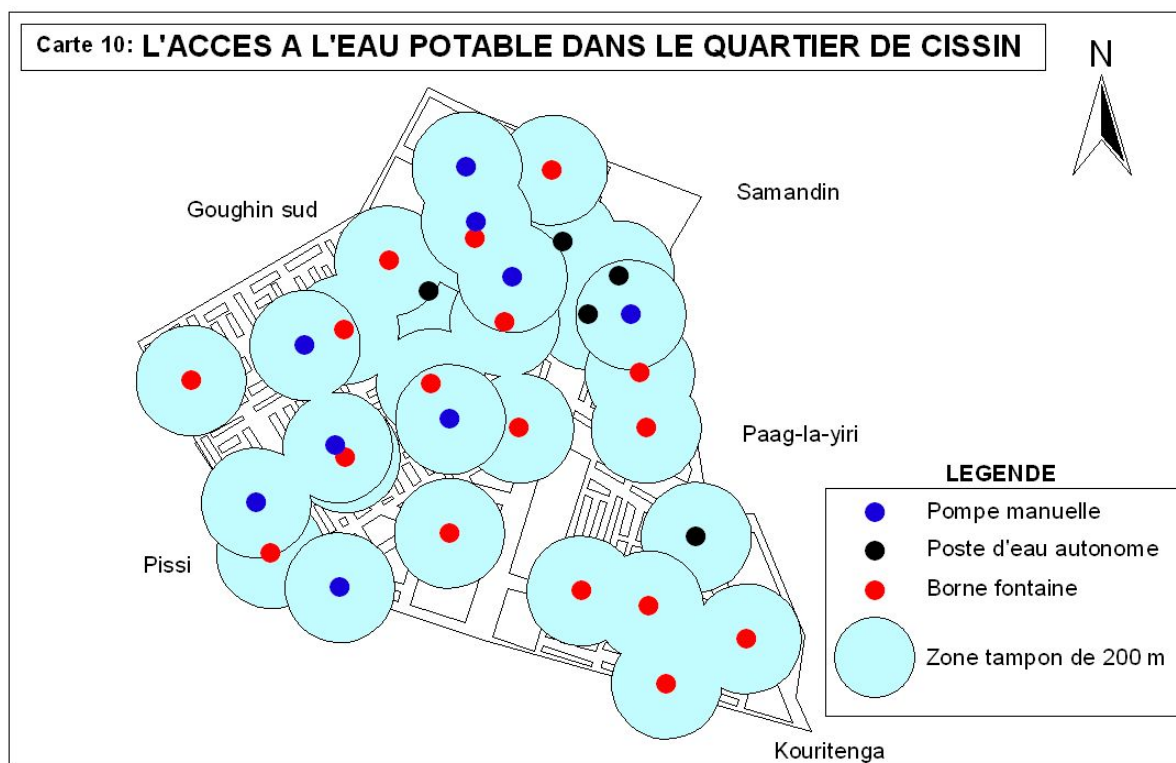 Carte 10: L'ACCES A L'EAU POTABLE DANS LE QUARTIER DE CISSIN
N
Samandin
Goughin sud
Paag-la-yiri
LEGENDE
Pompe manuelle
Poste d'eau autonome
Pissi
Borne fontaine
Zone tampon de 200 m
Kouritenga